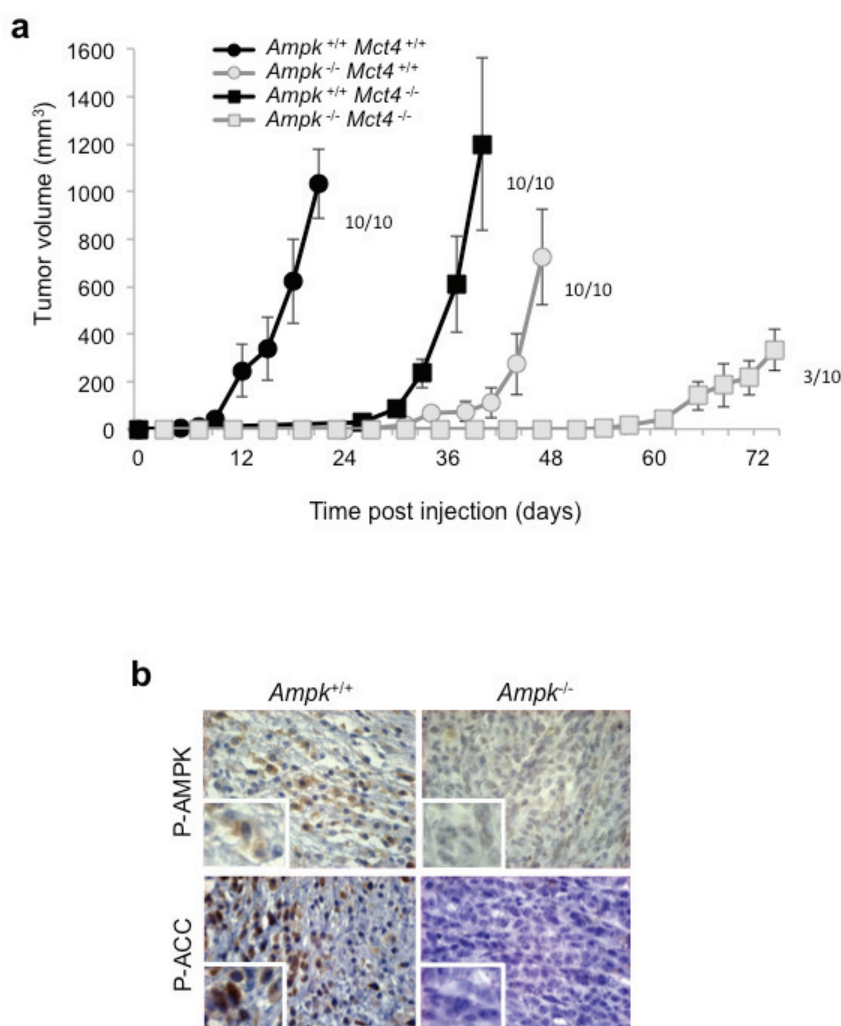 a
Ampk +/+ Mct4 +/+
Ampk -/- Mct4 +/+
Ampk +/+ Mct4 -/-
Ampk -/- Mct4 -/-
1600
1400
1200
1000
800
600
400
200
0
Tumor volume (mm³)
10/10
10/10
10/10
3/10
0 12 24 36 48 60 72
Time post injection (days)
b
Ampk+/+ Ampk-/-
P-AMPK
P-ACC